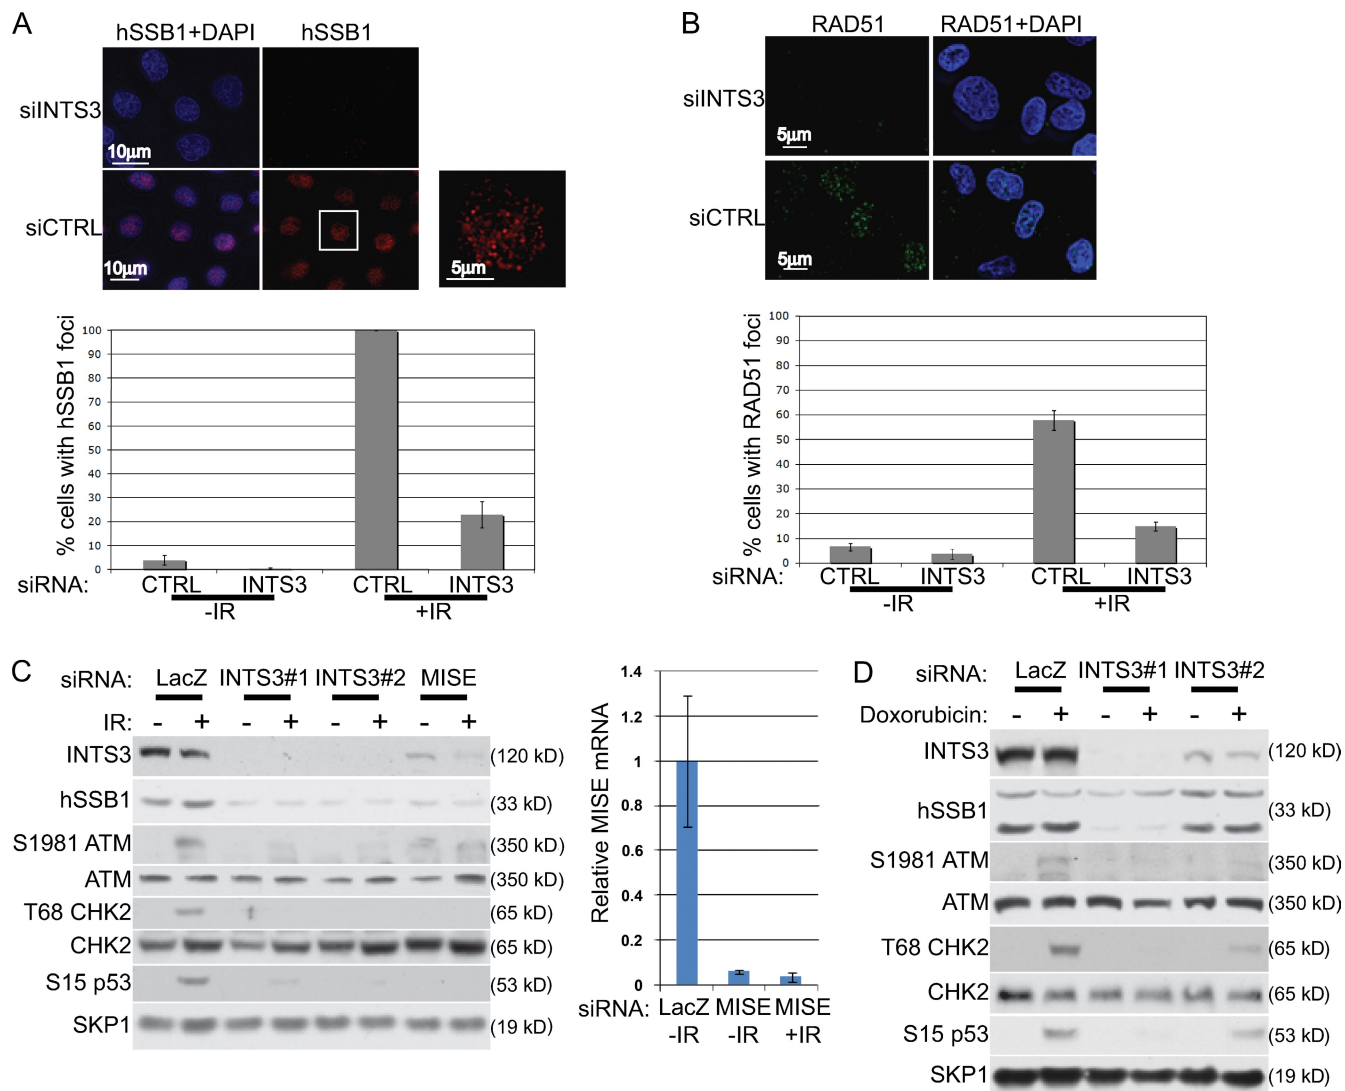 A
hSSB1+DAPI hSSB1
siINTS3
10μm
siCTRL
10μm
5μm
% cells with hSSB1 foci
100
90
80
70
60
50
40
30
20
10
0
siRNA: CTRL INTS3 CTRL INTS3
-IR +IR
B
RAD51 RAD51+DAPI
siINTS3
5μm
siCTRL
5μm
% cells with RAD51 foci
100
90
80
70
60
50
40
30
20
10
0
siRNA: CTRL INTS3 CTRL INTS3
-IR +IR
C
siRNA: LacZ INTS3#1 INTS3#2 MISE
IR: - + - + - + - +
INTS3 (120 kD)
hSSB1 (33 kD)
S1981 ATM (350 kD)
ATM (350 kD)
T68 CHK2 (65 kD)
CHK2 (65 kD)
S15 p53 (53 kD)
SKP1 (19 kD)
Relative MISE mRNA
1.4
1.2
1
0.8
0.6
0.4
0.2
0
siRNA: LacZ MISE MISE
-IR -IR +IR
D
siRNA: LacZ INTS3#1 INTS3#2
Doxorubicin: - + - + - +
INTS3 (120 kD)
hSSB1 (33 kD)
S1981 ATM (350 kD)
ATM (350 kD)
T68 CHK2 (65 kD)
CHK2 (65 kD)
S15 p53 (53 kD)
SKP1 (19 kD)